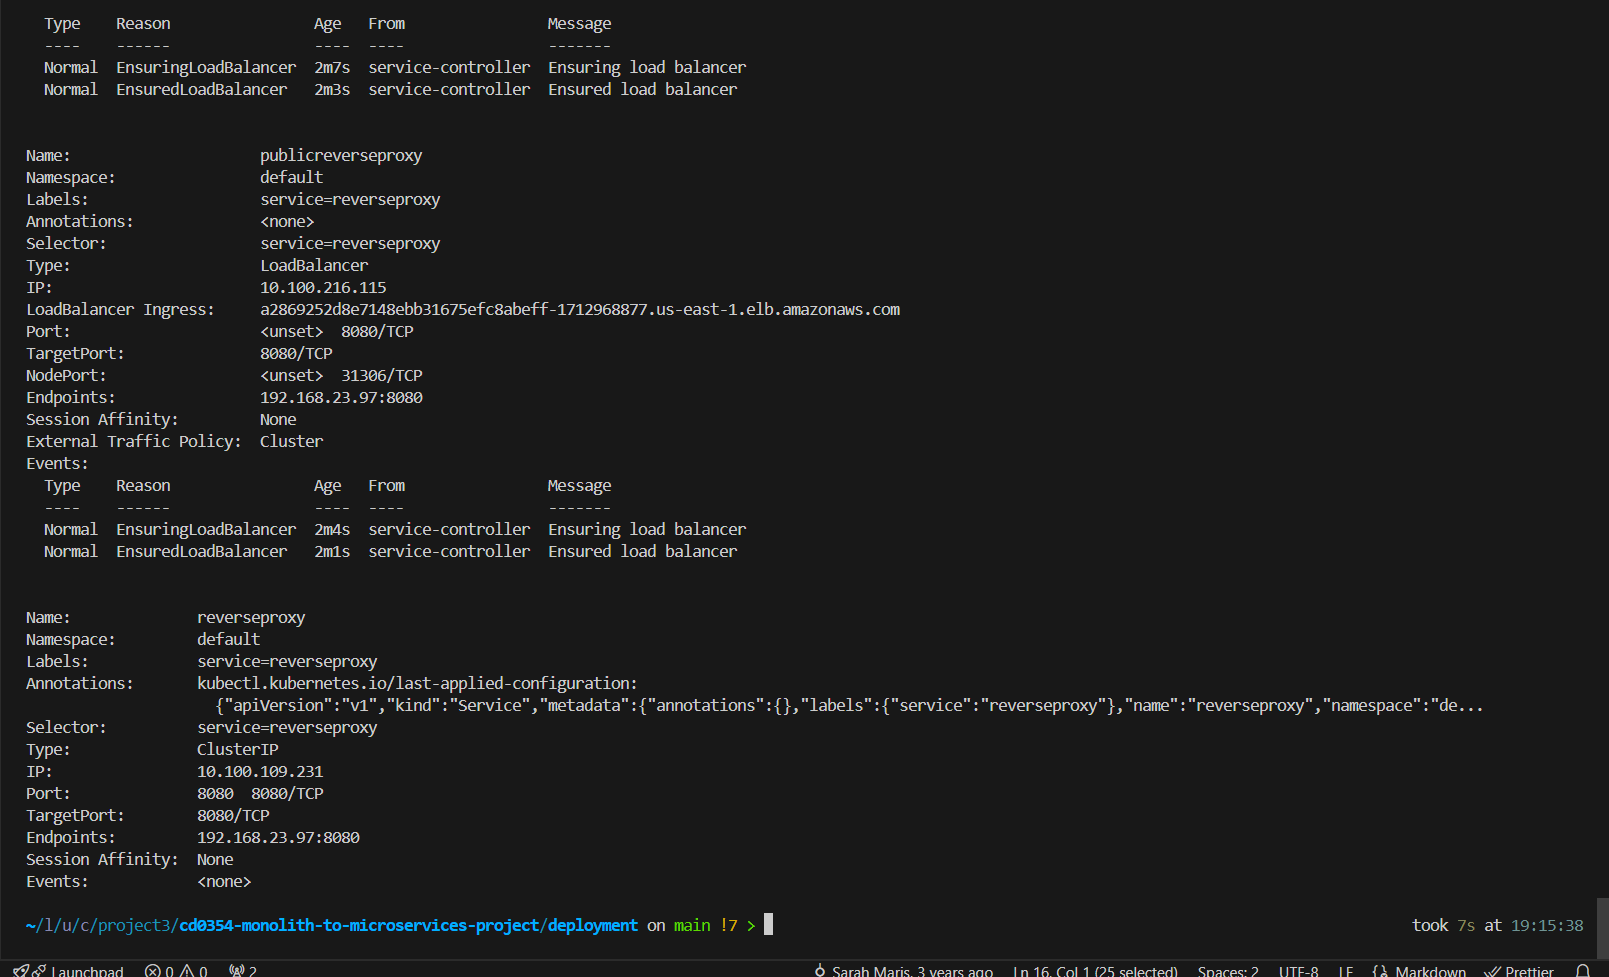 Type    Reason                Age   From                Message
----    ------                ----  ----                -------
Normal  EnsuringLoadBalancer  2m7s  service-controller  Ensuring load balancer
Normal  EnsuredLoadBalancer   2m3s  service-controller  Ensured load balancer
Name:                     publicreverseproxy
Namespace:                default
Labels:                   service=reverseproxy
Annotations:              <none>
Selector:                 service=reverseproxy
Type:                     LoadBalancer
IP:                       10.100.216.115
LoadBalancer Ingress:     a2869252d8e7148ebb31675efc8abeff-1712968877.us-east-1.elb.amazonaws.com
Port:                     <unset>  8080/TCP
TargetPort:               8080/TCP
NodePort:                 <unset>  31306/TCP
Endpoints:                192.168.23.97:8080
Session Affinity:         None
External Traffic Policy:  Cluster
Events:
Type    Reason                Age   From                Message
----    ------                ----  ----                -------
Normal  EnsuringLoadBalancer  2m4s  service-controller  Ensuring load balancer
Normal  EnsuredLoadBalancer   2m1s  service-controller  Ensured load balancer
Name:              reverseproxy
Namespace:         default
Labels:            service=reverseproxy
Annotations:       kubectl.kubernetes.io/last-applied-configuration:
{"apiVersion":"v1","kind":"Service","metadata":{"annotations":{},"labels":{"service":"reverseproxy"},"name":"reverseproxy","namespace":"de...
Selector:          service=reverseproxy
Type:              ClusterIP
IP:                10.100.109.231
Port:              8080  8080/TCP
TargetPort:        8080/TCP
Endpoints:         192.168.23.97:8080
Session Affinity:  None
Events:            <none>
~/l/u/c/project3/cd0354-monolith-to-microservices-project/deployment on main !7 > took 7s at 19:15:38
Launchpad 0 0 2 Sarah Maris, 3 years ago Ln 16, Col 1 (25 selected) Spaces: 2 UTF-8 LF Markdown Prettier